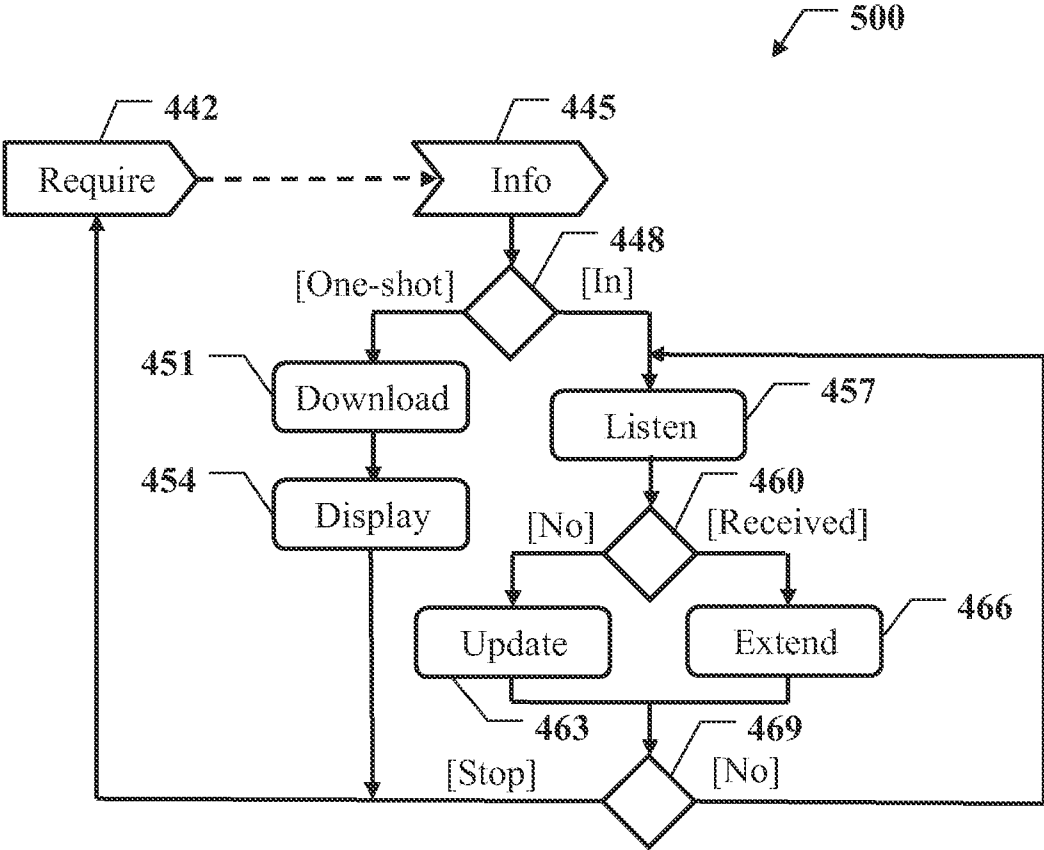 500
442
445
Require
Info
448
[One-shot]
[In]
451
Download
457
Listen
454
Display
460
[No]
[Received]
466
Update
Extend
463
469
[Stop]
[No]